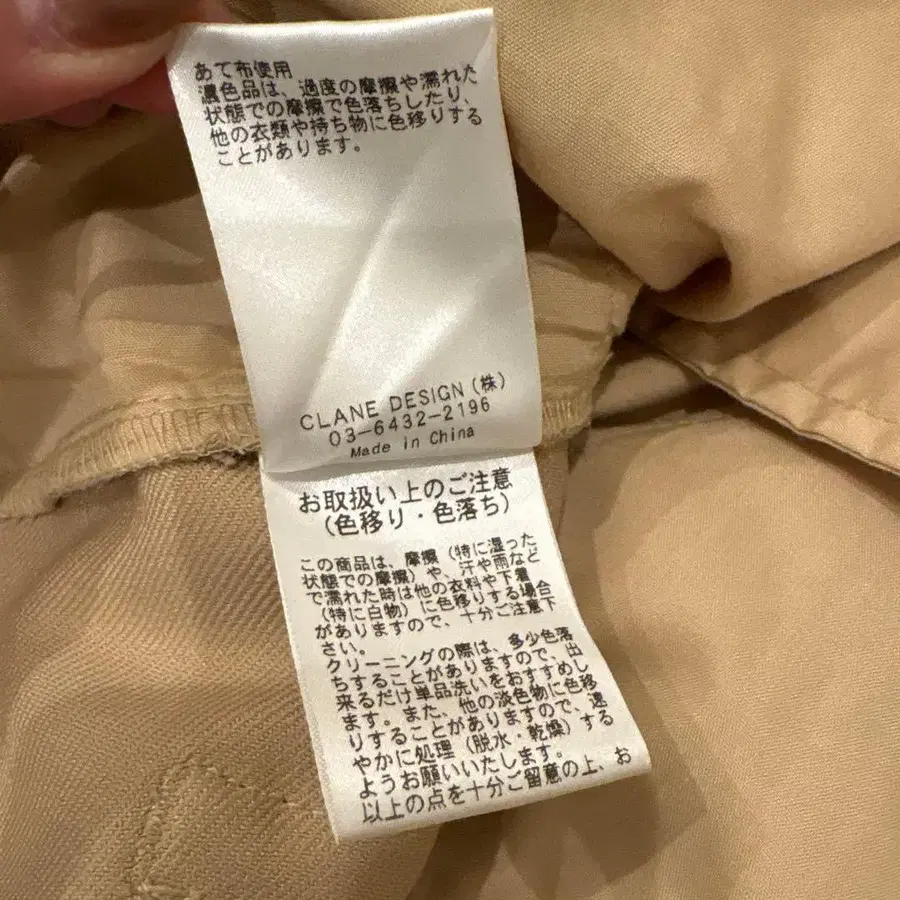 あて布使用
濃色品は、過度の摩擦や濡れた
状態での摩擦で色落ちしたり、
他の衣類や持ち物に色移りする
ことがあります。
CLANE DESIGN (株)
03-6432-2196
Made in China
お取扱い上のご注意
(色移り・色落ち)
この商品は、摩擦(特に湿った
状態での摩擦)や、汗や雨など
で濡れた時は他の衣料や下着
(特に白物)に色移りする場合
がありますので、十分ご注意下
さい。
クリーニングの際は、多少色落
ちすることがありますので、出
来るだけ単品洗いをおすすめし
ます。また、他の淡色物に色移
りすることがありますので、速
やかに処理(脱水・乾燥)する
ようお願いいたします。
以上の点を十分ご留意の上、お